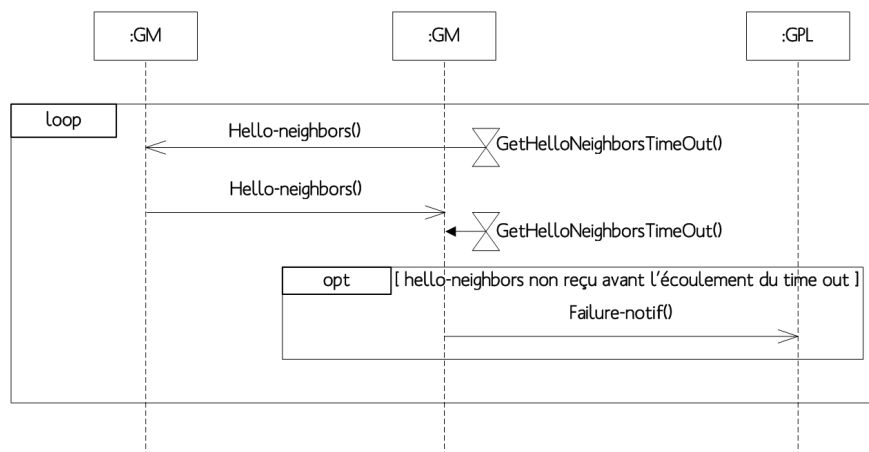 :GM
:GM
:GPL
loop
Hello-neighbors()
GetHelloNeighborsTimeOut()
Hello-neighbors()
GetHelloNeighborsTimeOut()
opt
[ hello-neighbors non reçu avant l'écoulement du time out ]
Failure-notif()